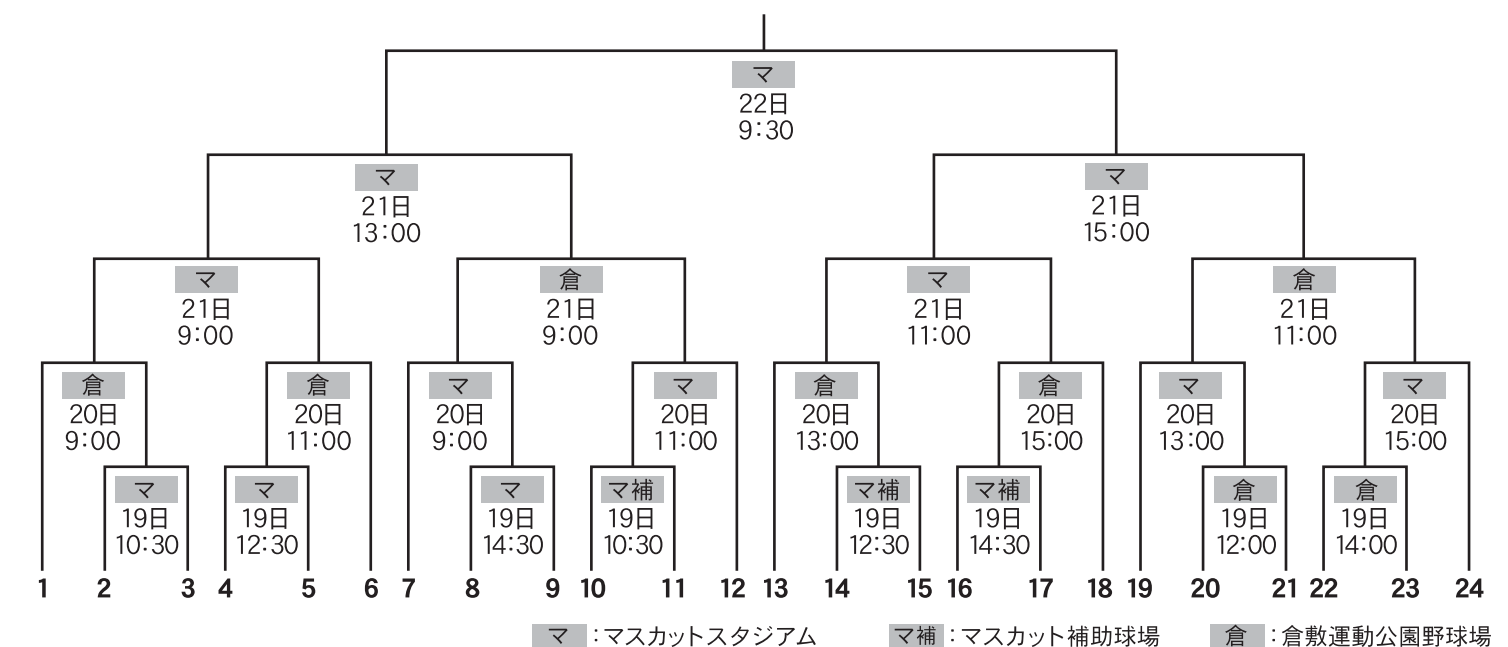 マ
22日
9:30
マ
21日
13:00
マ
21日
15:00
マ
21日
9:00
倉
21日
9:00
マ
21日
11:00
倉
21日
11:00
倉
20日
9:00
倉
20日
11:00
マ
20日
9:00
マ
20日
11:00
倉
20日
13:00
倉
20日
15:00
マ
20日
13:00
マ
20日
15:00
マ
19日
10:30
マ
19日
12:30
マ
19日
14:30
マ補
19日
10:30
マ補
19日
12:30
マ補
19日
14:30
倉
19日
12:00
倉
19日
14:00
1 2 3 4 5 6 7 8 9 10 11 12 13 14 15 16 17 18 19 20 21 22 23 24
マ：マスカットスタジアム マ補：マスカット補助球場 倉：倉敷運動公園野球場